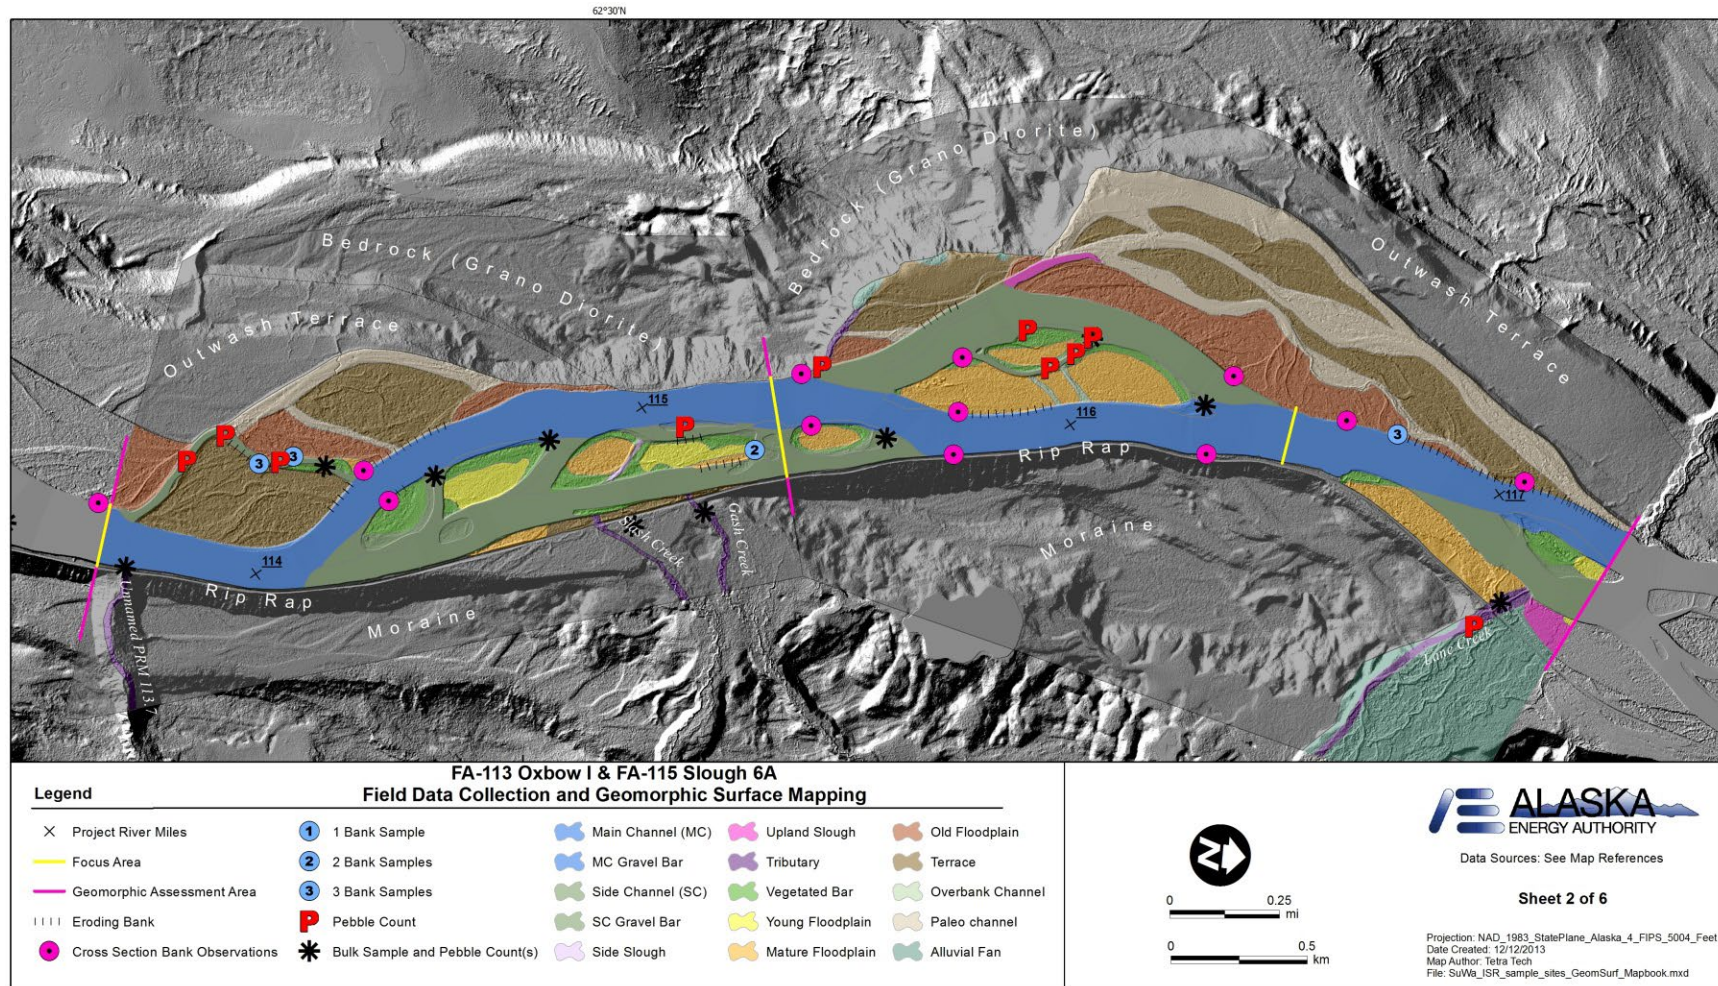 62°30'N
Bedrock (Grano Diorite)
Outwash Terrace
Bedrock (Grano Diorite)
Outwash Terrace
115
116
117
114
P
P
P
P
P
P
P
P
P
P
3
3
2
3
Rip Rap
Rip Rap
Moraine
Moraine
Slash Creek
Gash Creek
Lane Creek
Unnamed PRM 113.7
FA-113 Oxbow I & FA-115 Slough 6A
Field Data Collection and Geomorphic Surface Mapping
Legend
Project River Miles
Focus Area
Geomorphic Assessment Area
Eroding Bank
Cross Section Bank Observations
1 1 Bank Sample
2 2 Bank Samples
3 3 Bank Samples
P Pebble Count
Bulk Sample and Pebble Count(s)
Main Channel (MC)
MC Gravel Bar
Side Channel (SC)
SC Gravel Bar
Side Slough
Upland Slough
Tributary
Vegetated Bar
Young Floodplain
Mature Floodplain
Old Floodplain
Terrace
Overbank Channel
Paleo channel
Alluvial Fan
N
0 0.25
mi
0 0.5
km
ALASKA
ENERGY AUTHORITY
Data Sources: See Map References
Sheet 2 of 6
Projection: NAD_1983_StatePlane_Alaska_4_FIPS_5004_Feet
Date Created: 12/12/2013
Map Author: Tetra Tech
File: SuWa_ISR_sample_sites_GeomSurf_Mapbook.mxd